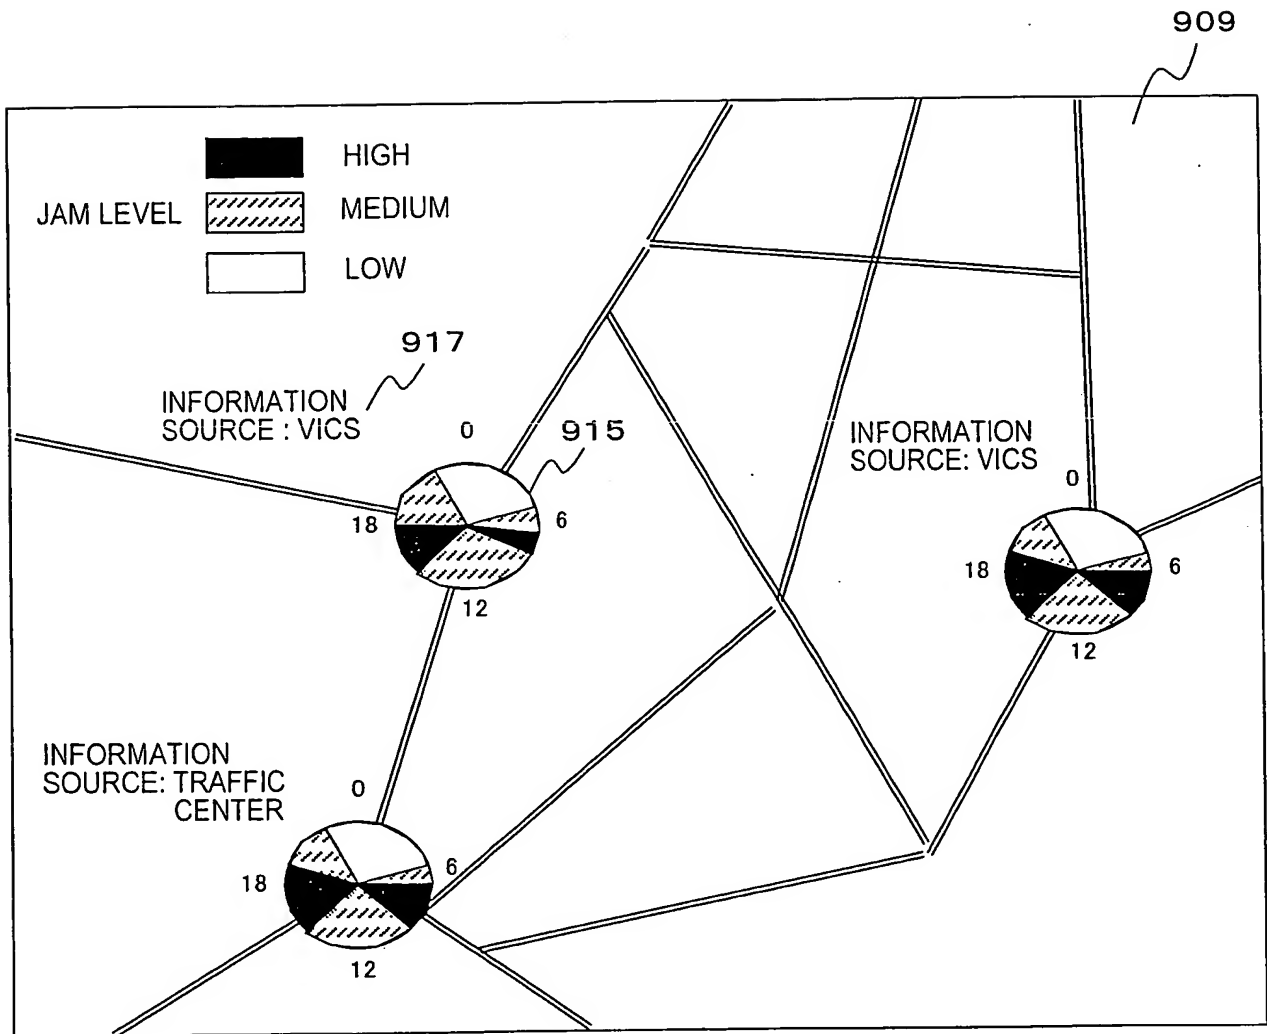 909
HIGH
JAM LEVEL
MEDIUM
LOW
917
INFORMATION
SOURCE : VICS
0
915
18
6
12
INFORMATION
SOURCE: VICS
0
18
6
12
INFORMATION
SOURCE: TRAFFIC
CENTER
0
18
6
12